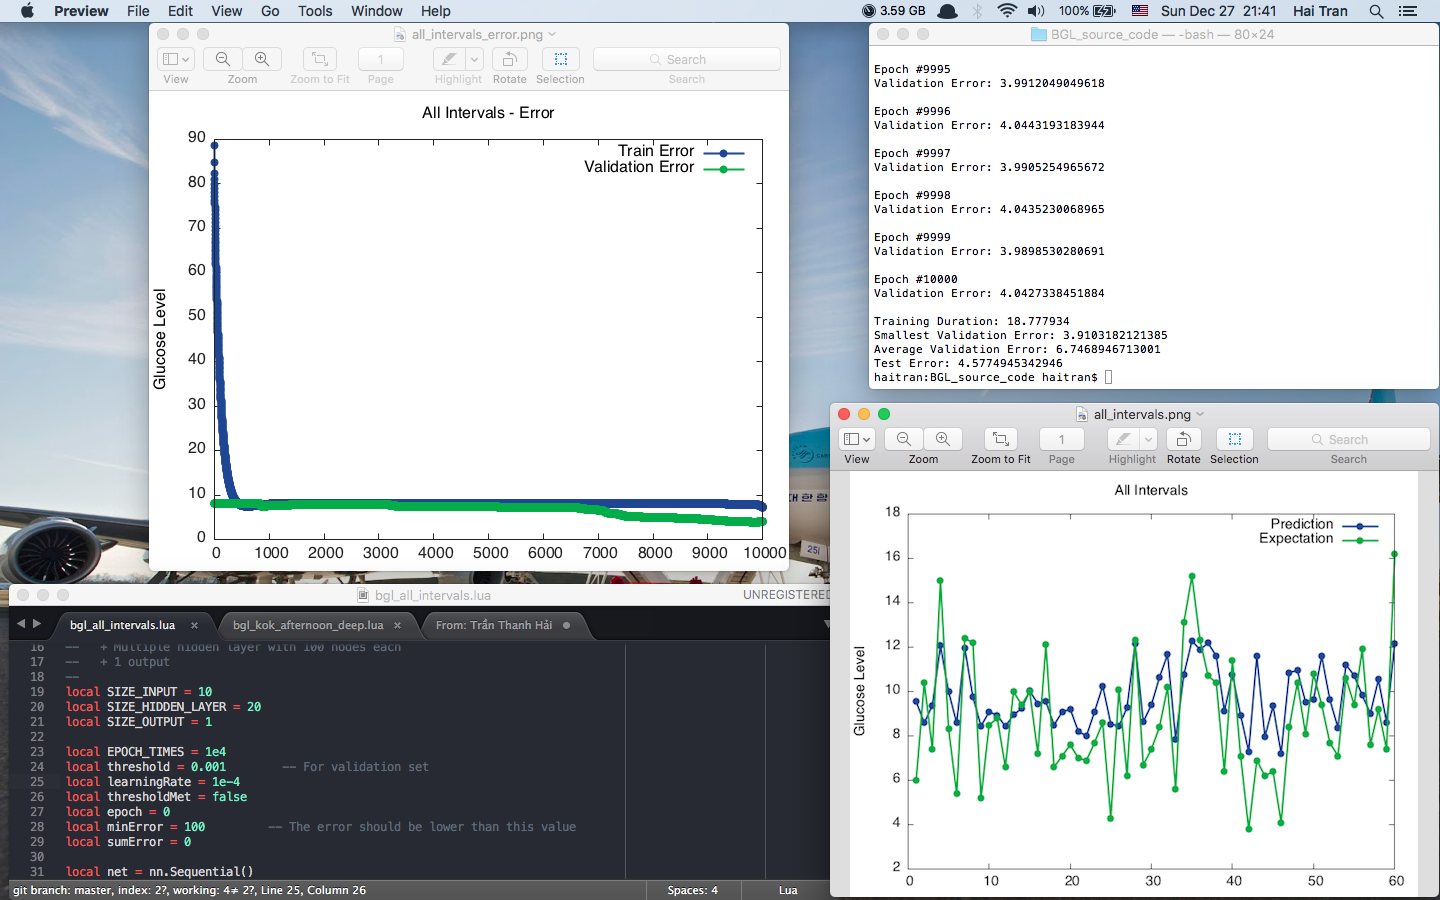 Preview File Edit View Go Tools Window Help 3.59 GB 100% Sun Dec 27 21:41 Hai Tran
all_intervals_error.png
1 Search
View Zoom Zoom to Fit Page Highlight Rotate Selection Search
All Intervals - Error
Train Error
Validation Error
90
80
70
60
50
40
30
20
10
0
Glucose Level
0 1000 2000 3000 4000 5000 6000 7000 8000 9000 10000
BGL_source_code — -bash — 80×24
Epoch #9995
Validation Error: 3.9912049049618
Epoch #9996
Validation Error: 4.0443193183944
Epoch #9997
Validation Error: 3.9905254965672
Epoch #9998
Validation Error: 4.0435230068965
Epoch #9999
Validation Error: 3.9898530280691
Epoch #10000
Validation Error: 4.0427338451884
Training Duration: 18.777934
Smallest Validation Error: 3.9103182121385
Average Validation Error: 6.7468946713001
Test Error: 4.5774945342946
haitran:BGL_source_code haitran$
대한항
251
bgl_all_intervals.lua UNREGISTERED
bgl_all_intervals.lua × bgl_kok_afternoon_deep.lua × From: Trần Thanh Hải
16 -- + Multiple hidden layer with 100 nodes each
17 -- + 1 output
18 --
19 local SIZE_INPUT = 10
20 local SIZE_HIDDEN_LAYER = 20
21 local SIZE_OUTPUT = 1
22
23 local EPOCH_TIMES = 1e4
24 local threshold = 0.001 -- For validation set
25 local learningRate = 1e-4
26 local thresholdMet = false
27 local epoch = 0
28 local minError = 100 -- The error should be lower than this value
29 local sumError = 0
30
31 local net = nn.Sequential()
git branch: master, index: 2?, working: 4≠ 2?, Line 25, Column 26 Spaces: 4 Lua
all_intervals.png
1 Search
View Zoom Zoom to Fit Page Highlight Rotate Selection Search
All Intervals
Prediction
Expectation
18
16
14
12
10
8
6
4
2
Glucose Level
0 10 20 30 40 50 60